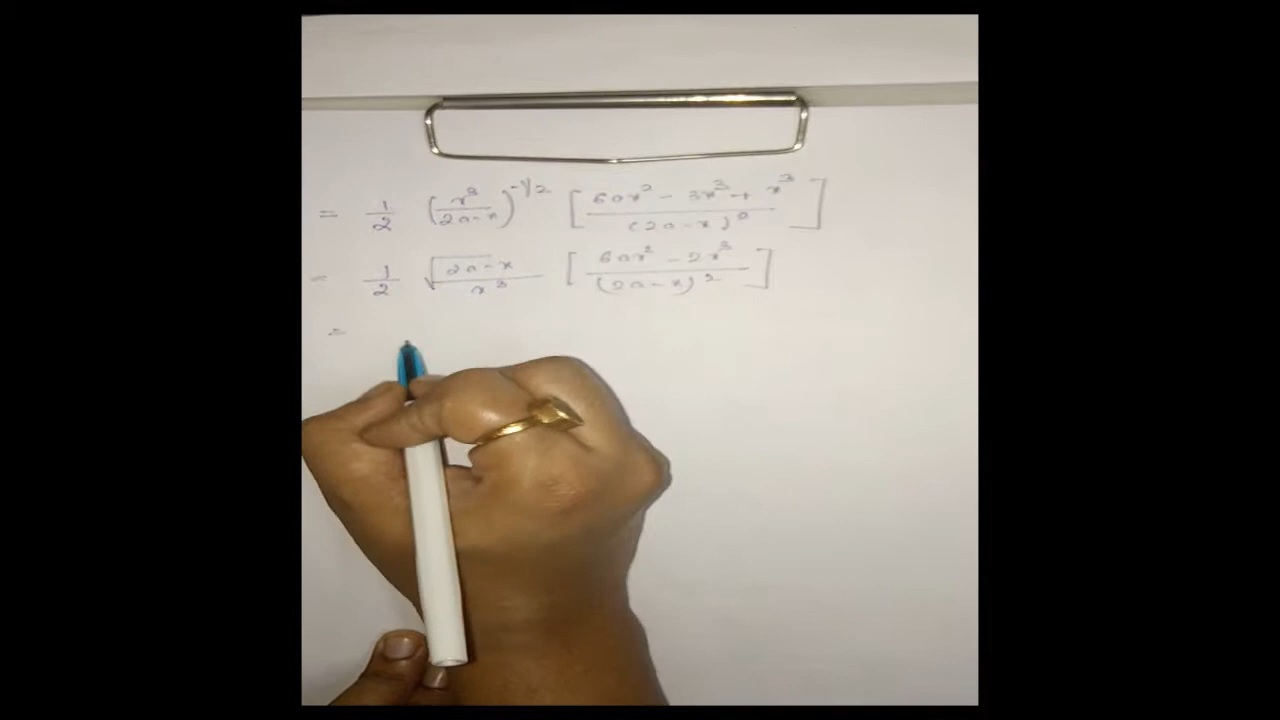 = 1/2 (x³/(2a-x))^(-1/2) [(6ax² - 3x³ + x³)/(2a-x)²]
= 1/2 √((2a-x)/x³) [(6ax² - 2x³)/(2a-x)²]
=